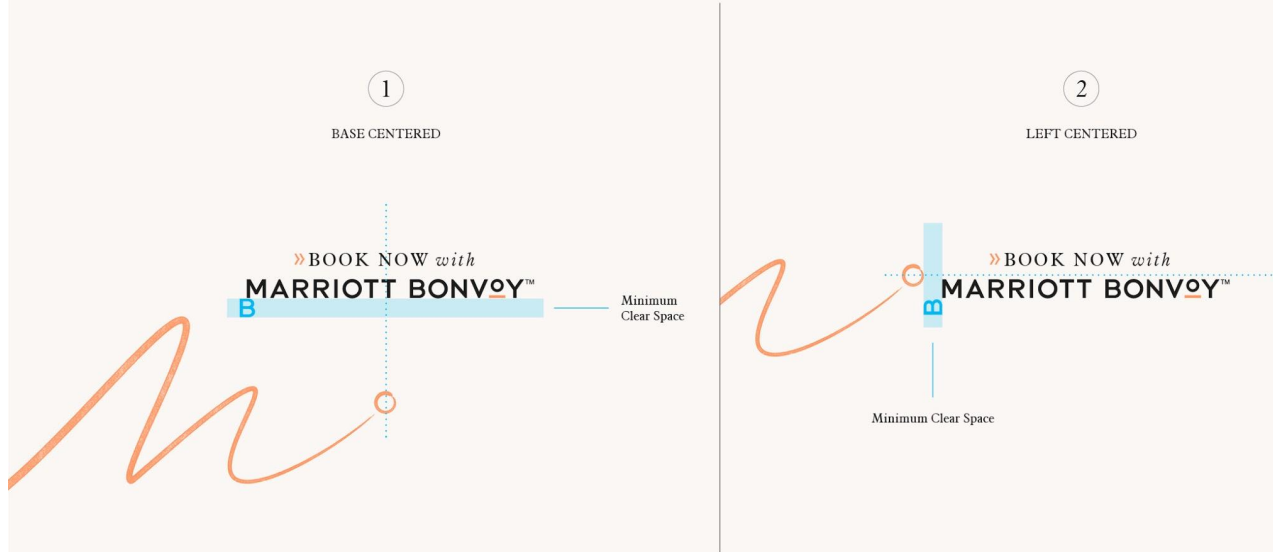 1
BASE CENTERED
»BOOK NOW with
MARRIOTT BONVOY™
B
Minimum
Clear Space
2
LEFT CENTERED
»BOOK NOW with
MARRIOTT BONVOY™
B
Minimum Clear Space